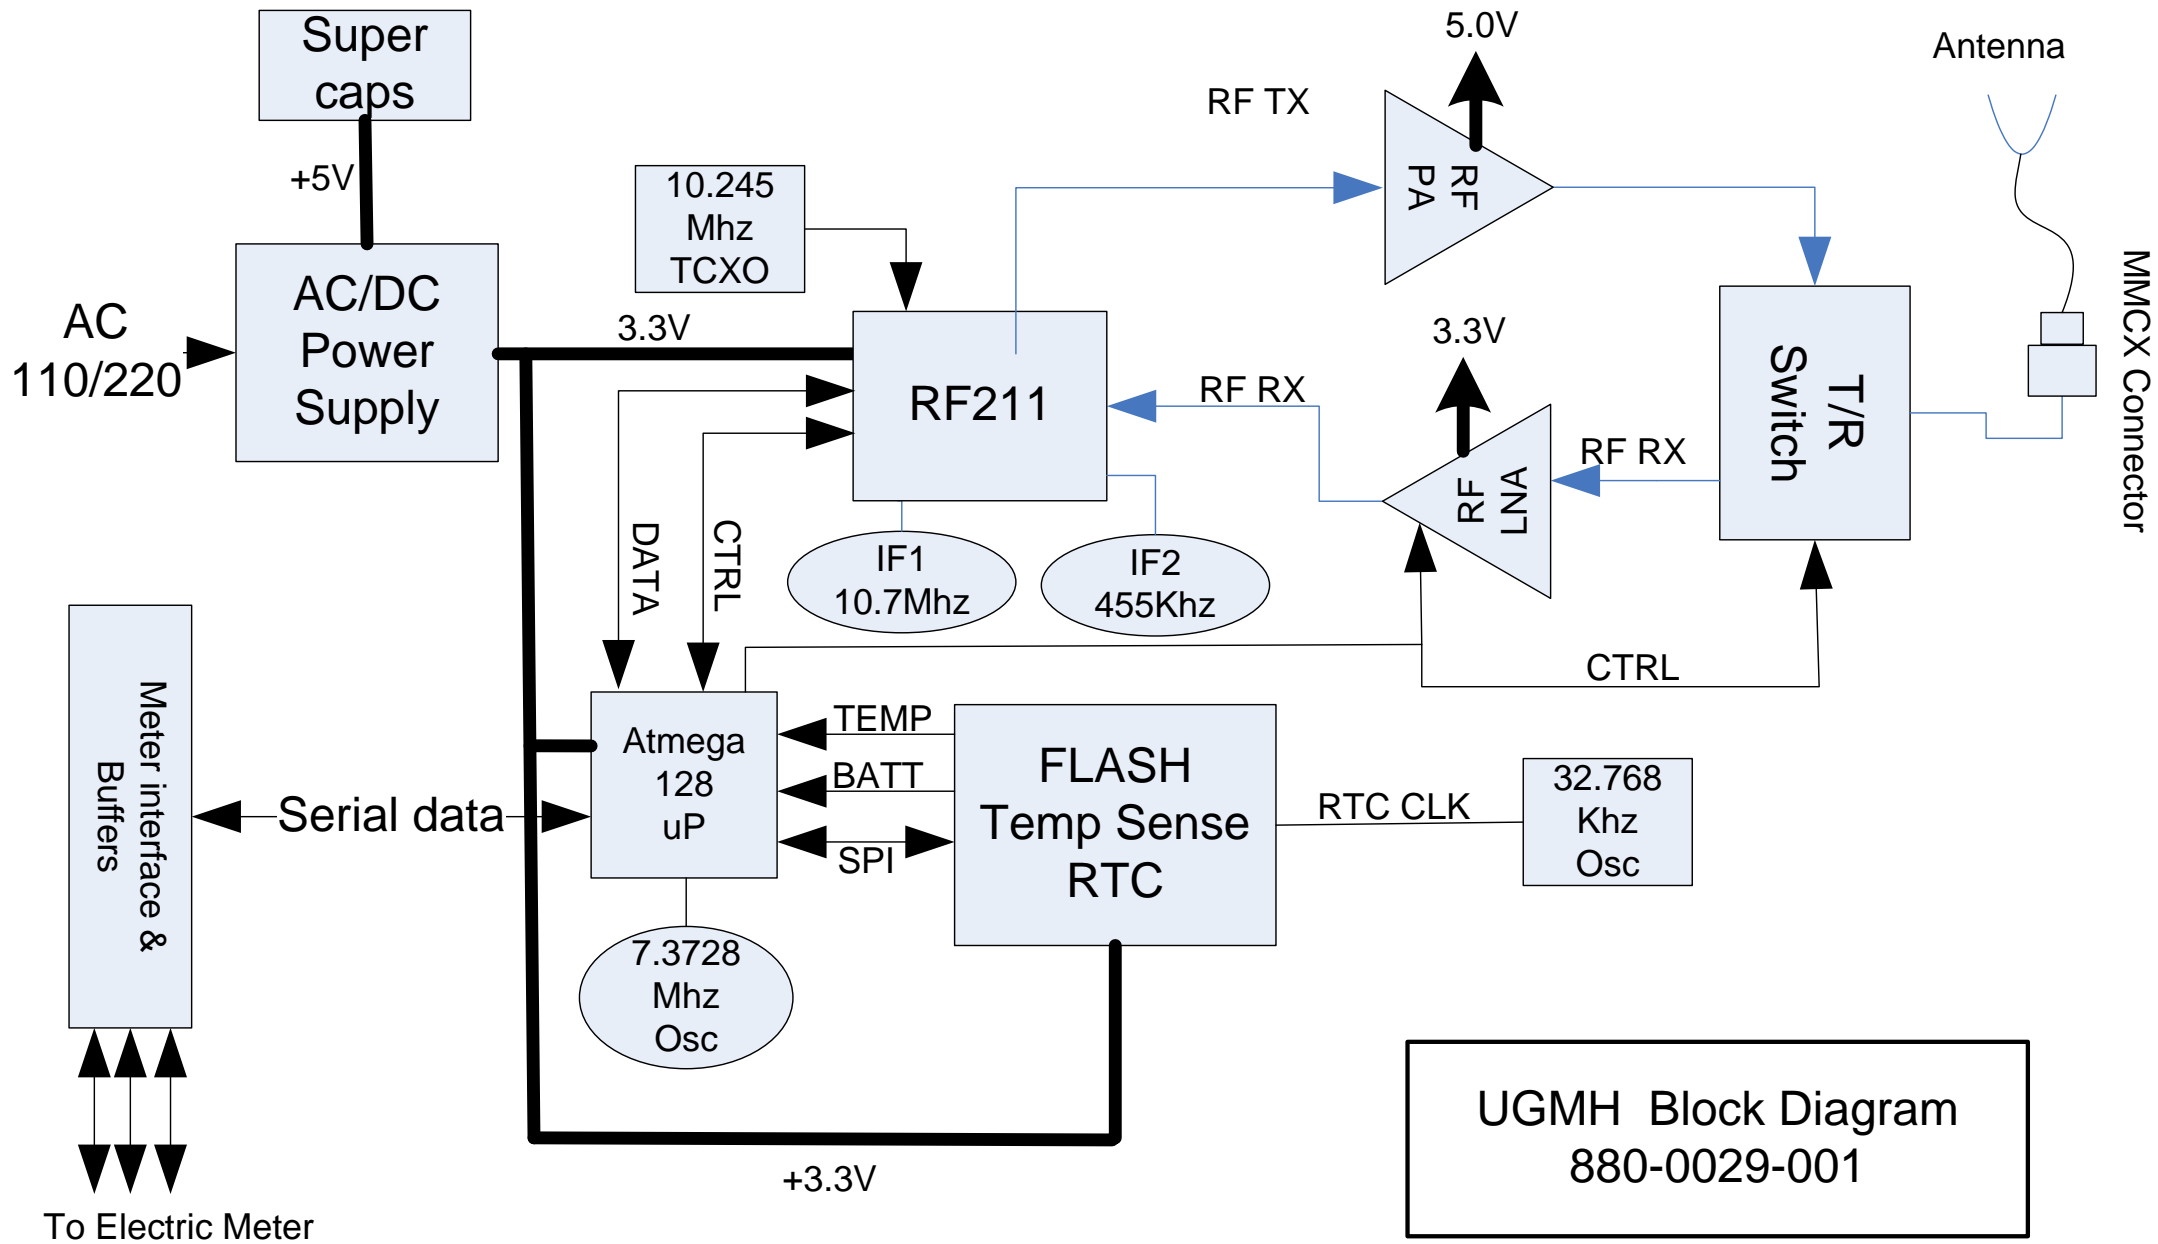 Super
caps
+5V
AC/DC
Power
Supply
AC
110/220
10.245
Mhz
TCXO
3.3V
RF211
RF TX
5.0V
RF
PA
Antenna
MMCX Connector
T/R
Switch
3.3V
RF RX
RF
LNA
RF RX
IF1
10.7Mhz
IF2
455Khz
DATA
CTRL
CTRL
Meter interface &
Buffers
Serial data
Atmega
128
uP
TEMP
BATT
SPI
FLASH
Temp Sense
RTC
RTC CLK
32.768
Khz
Osc
7.3728
Mhz
Osc
+3.3V
To Electric Meter
UGMH  Block Diagram
880-0029-001